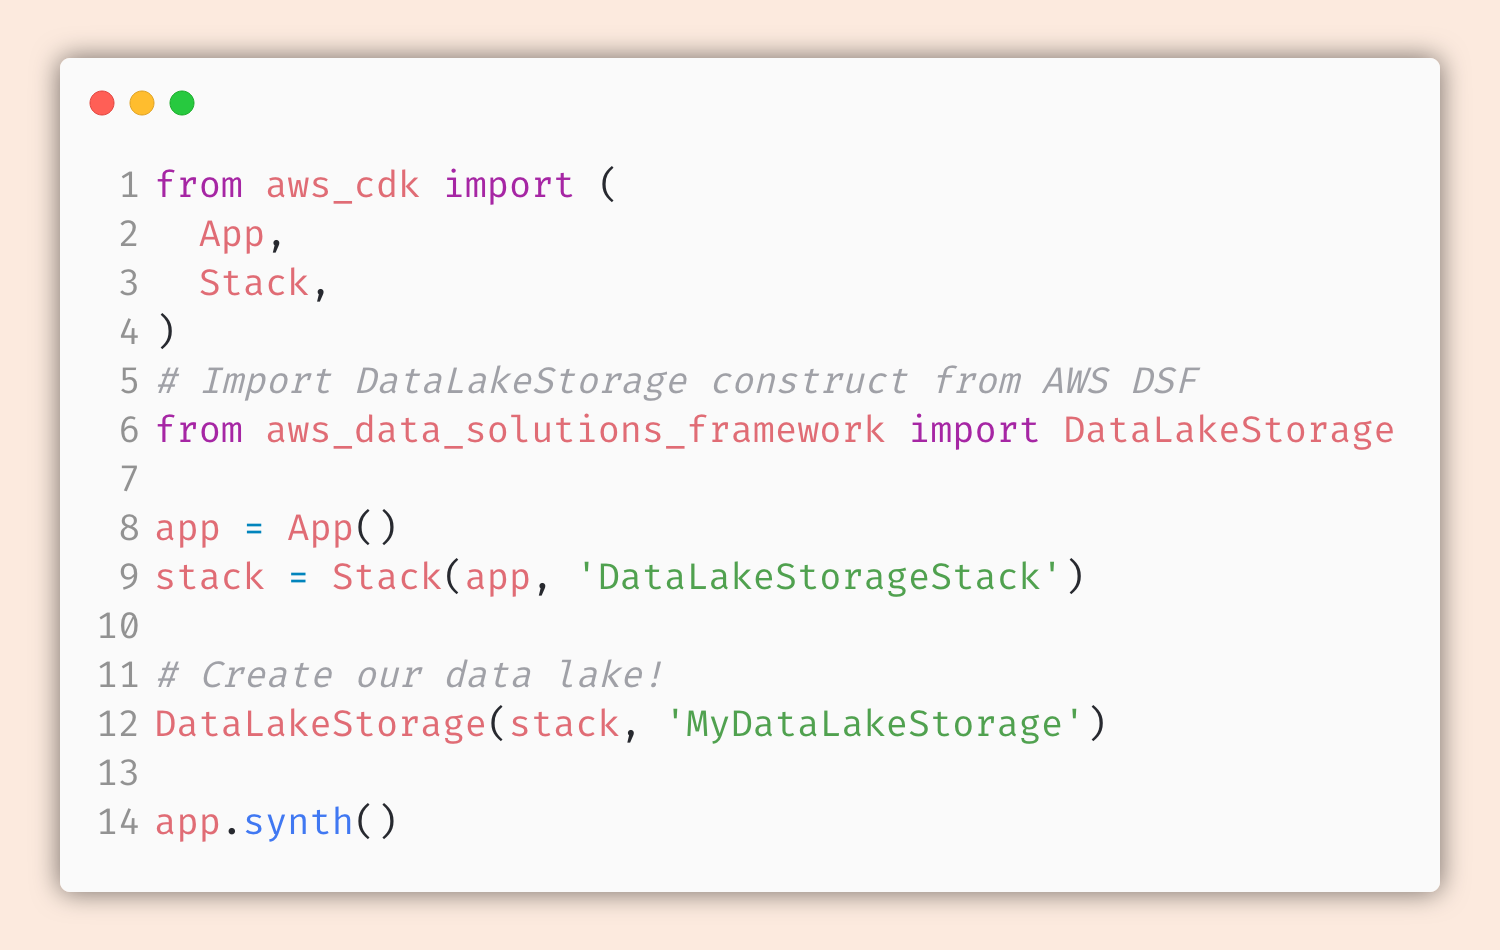 1 from aws_cdk import (
2   App,
3   Stack,
4 )
5 # Import DataLakeStorage construct from AWS DSF
6 from aws_data_solutions_framework import DataLakeStorage
7
8 app = App()
9 stack = Stack(app, 'DataLakeStorageStack')
10
11 # Create our data lake!
12 DataLakeStorage(stack, 'MyDataLakeStorage')
13
14 app.synth()